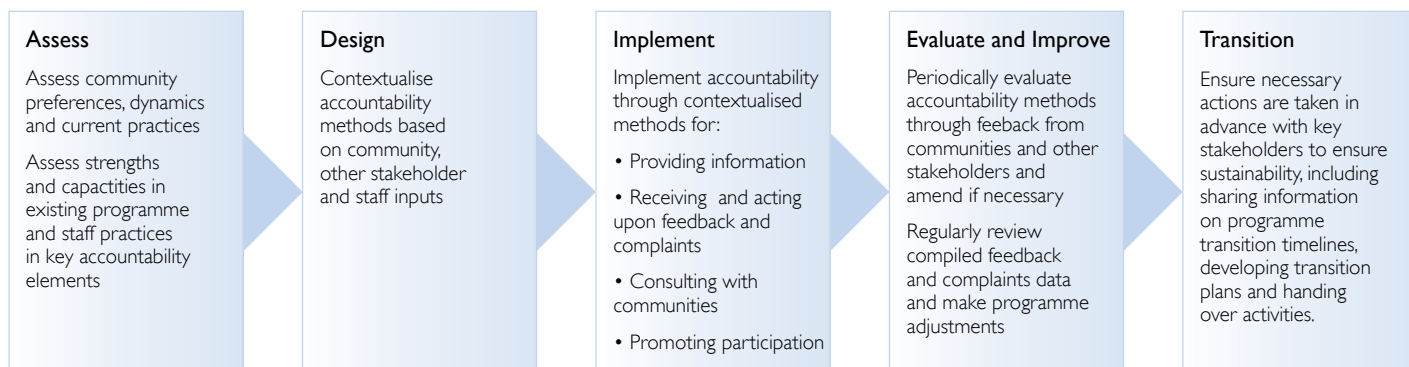 Assess
Assess community
preferences, dynamics
and current practices
Assess strengths
and capactities in
existing programme
and staff practices
in key accountability
elements
Design
Contextualise
accountability
methods based
on community,
other stakeholder
and staff inputs
Implement
Implement accountability
through contextualised
methods for:
• Providing information
• Receiving and acting
upon feedback and
complaints
• Consulting with
communities
• Promoting participation
Evaluate and Improve
Periodically evaluate
accountability methods
through feeback from
communities and other
stakeholders and
amend if necessary
Regularly review
compiled feedback
and complaints data
and make programme
adjustments
Transition
Ensure necessary
actions are taken in
advance with key
stakeholders to ensure
sustainability, including
sharing information
on programme
transition timelines,
developing transition
plans and handing
over activities.